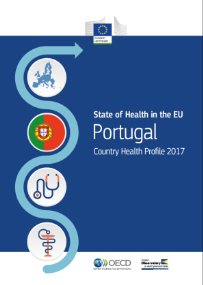 State of Health in the EU
Portugal
Country Health Profile 2017
OECD